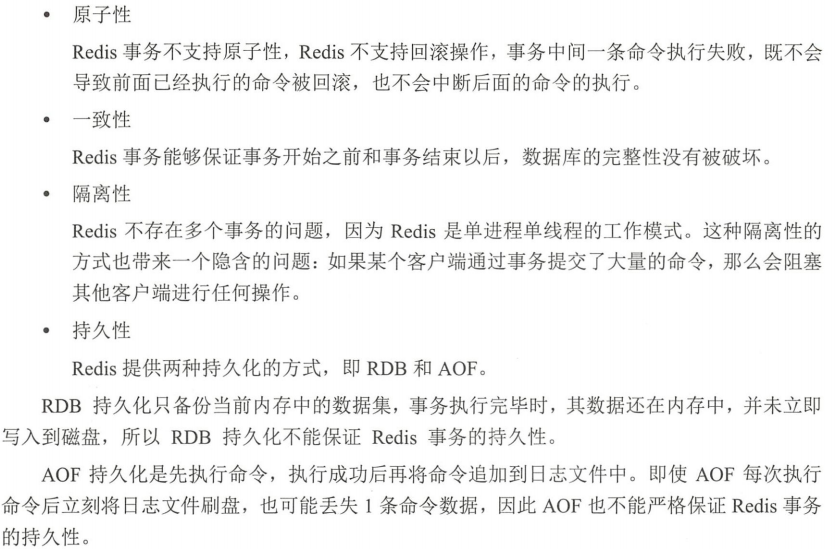 • 原子性
Redis 事务不支持原子性，Redis 不支持回滚操作，事务中间一条命令执行失败，既不会
导致前面已经执行的命令被回滚，也不会中断后面的命令的执行。
• 一致性
Redis 事务能够保证事务开始之前和事务结束以后，数据库的完整性没有被破坏。
• 隔离性
Redis 不存在多个事务的问题，因为 Redis 是单进程单线程的工作模式。这种隔离性的
方式也带来一个隐含的问题：如果某个客户端通过事务提交了大量的命令，那么会阻塞
其他客户端进行任何操作。
• 持久性
Redis 提供两种持久化的方式，即 RDB 和 AOF。
RDB 持久化只备份当前内存中的数据集，事务执行完毕时，其数据还在内存中，并未立即
写入到磁盘，所以 RDB 持久化不能保证 Redis 事务的持久性。
AOF 持久化是先执行命令，执行成功后再将命令追加到日志文件中。即使 AOF 每次执行
命令后立刻将日志文件刷盘，也可能丢失 1 条命令数据，因此 AOF 也不能严格保证 Redis 事务
的持久性。